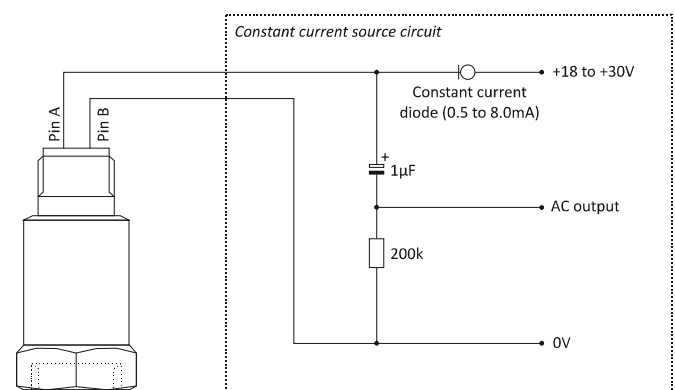 Constant current source circuit
+18 to +30V
Constant current
diode (0.5 to 8.0mA)
Pin A
Pin B
+
1µF
AC output
200k
0V